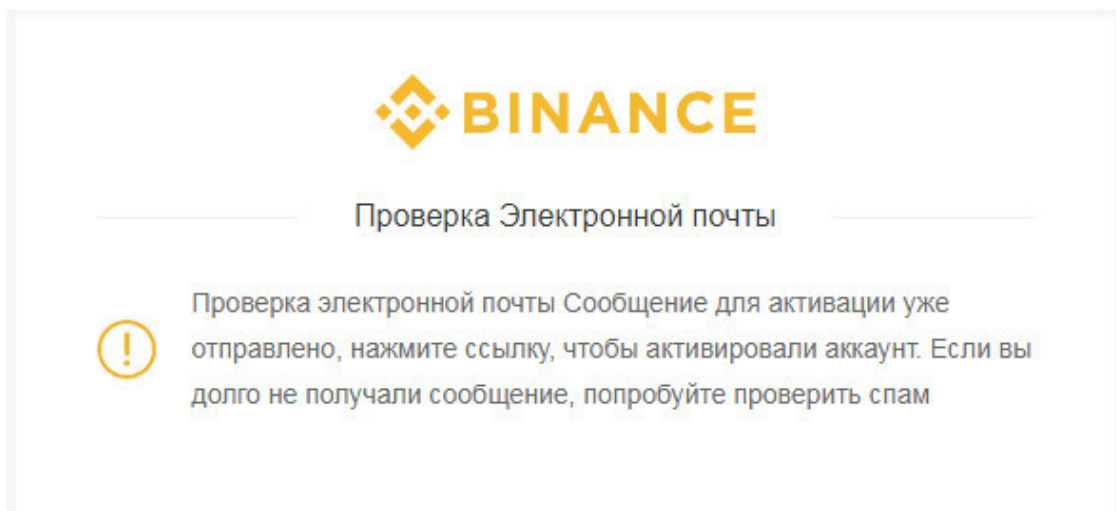 BINANCE
Проверка Электронной почты
Проверка электронной почты Сообщение для активации уже
отправлено, нажмите ссылку, чтобы активировали аккаунт. Если вы
долго не получали сообщение, попробуйте проверить спам